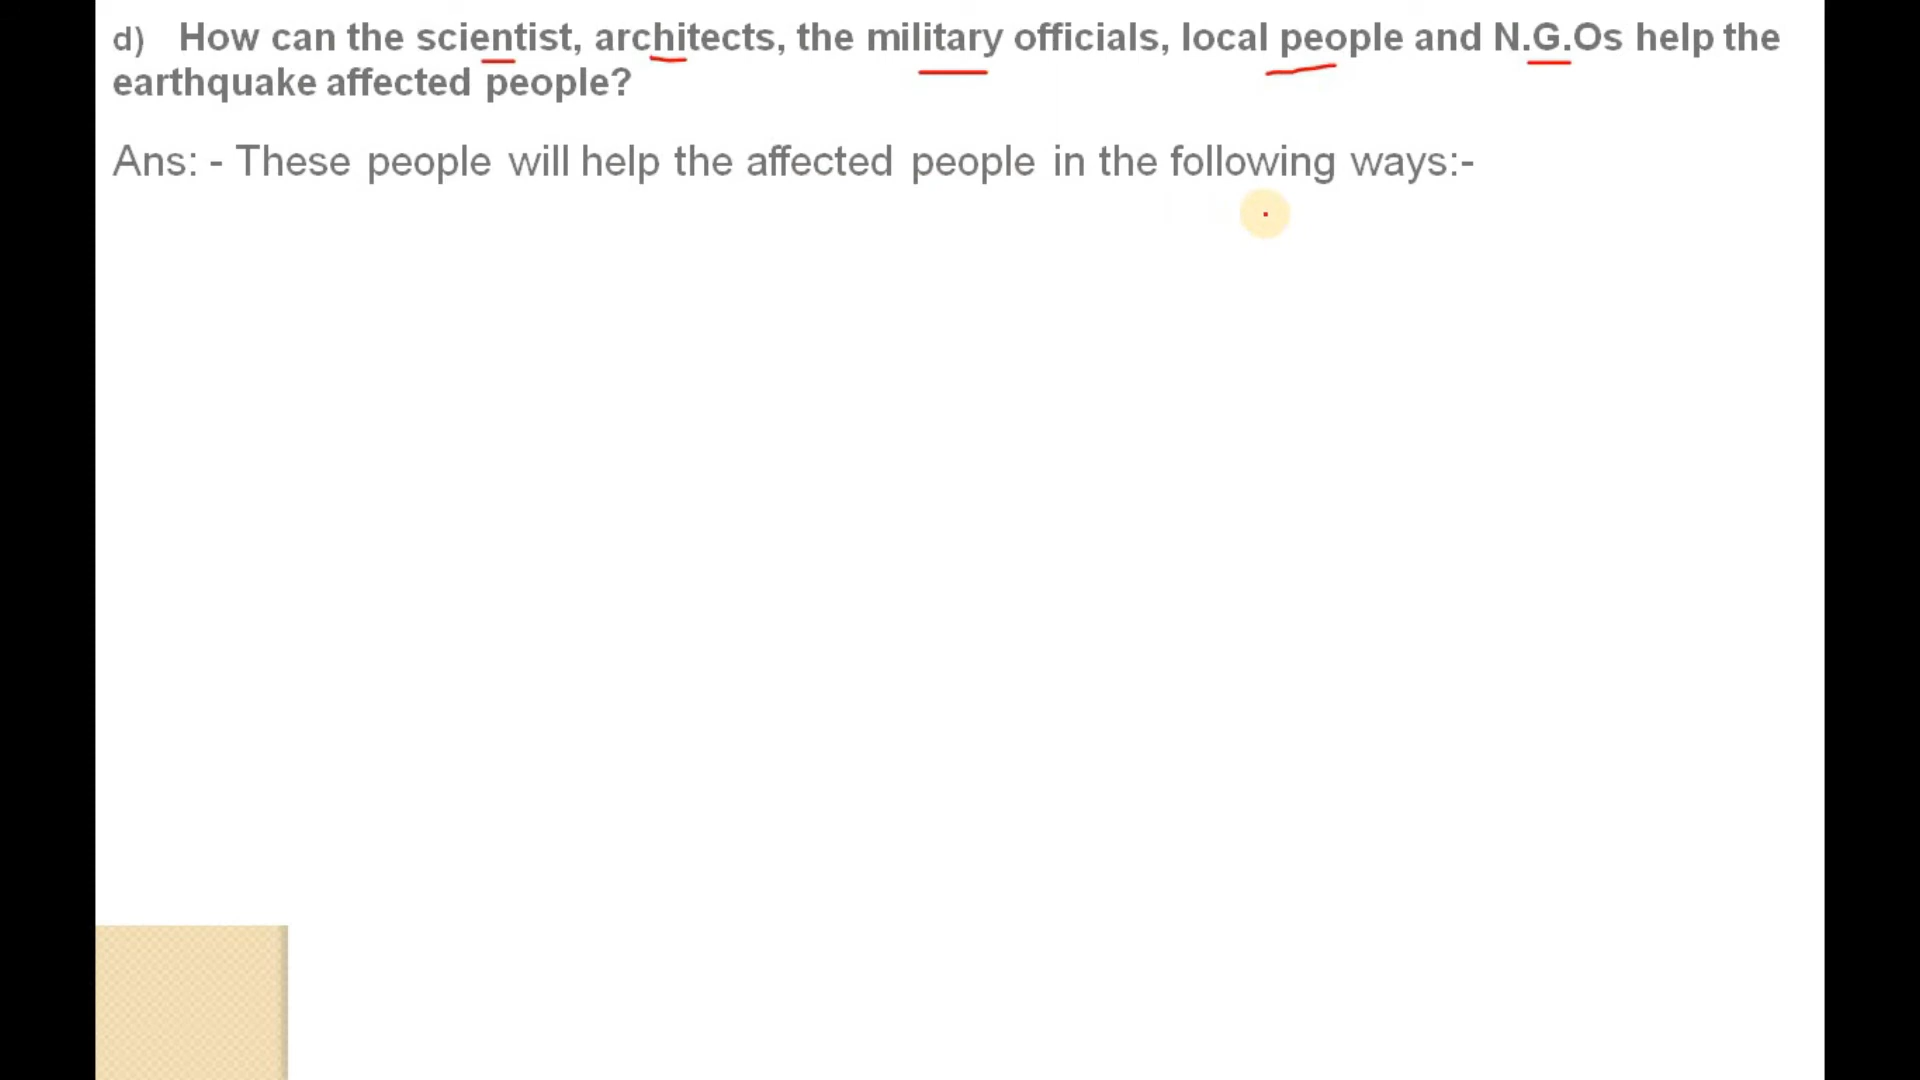 d) How can the scientist, architects, the military officials, local people and N.G.Os help the
earthquake affected people?
Ans: - These people will help the affected people in the following ways:-